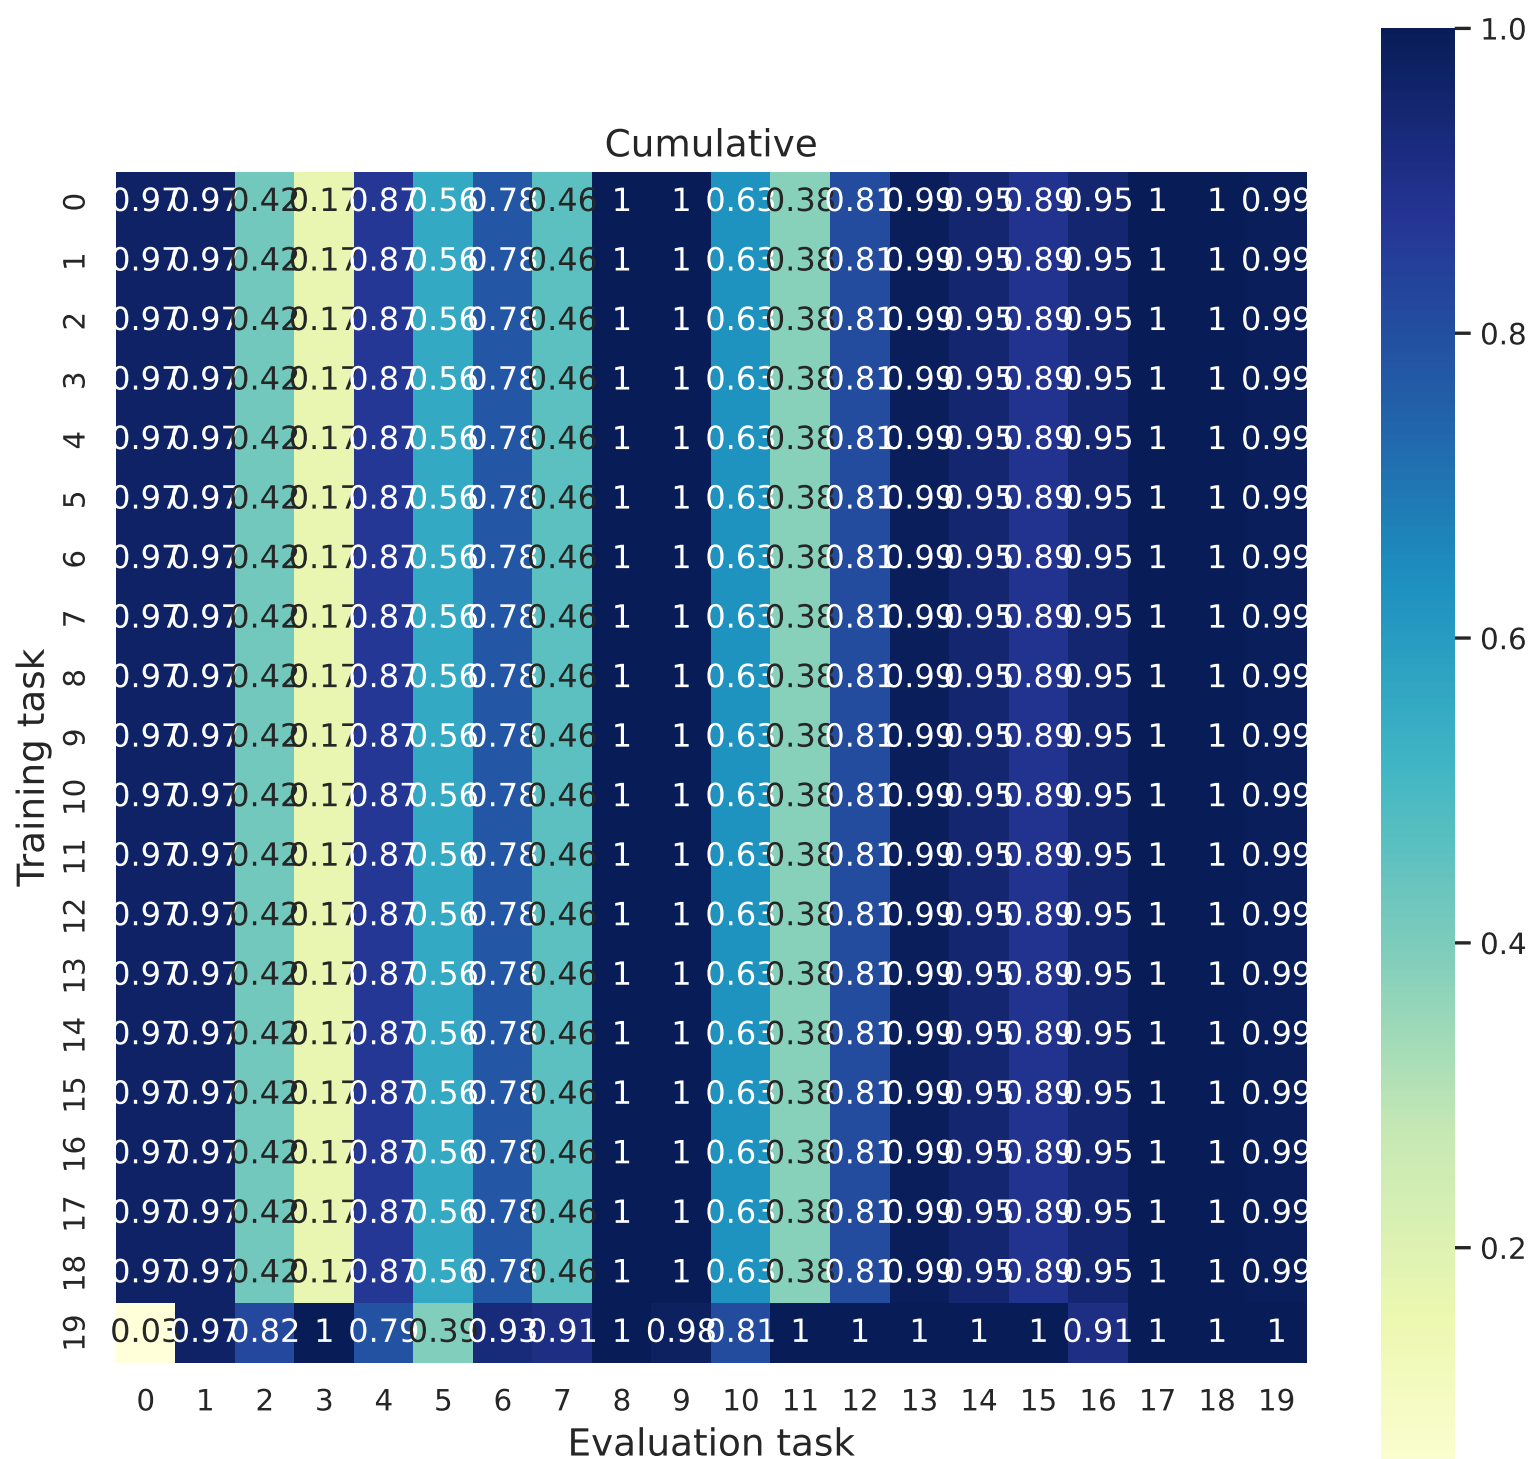 Cumulative
0 0.97 0.97 0.42 0.17 0.87 0.56 0.78 0.46 1 1 0.63 0.38 0.81 0.99 0.95 0.89 0.95 1 1 0.99
1 0.97 0.97 0.42 0.17 0.87 0.56 0.78 0.46 1 1 0.63 0.38 0.81 0.99 0.95 0.89 0.95 1 1 0.99
2 0.97 0.97 0.42 0.17 0.87 0.56 0.78 0.46 1 1 0.63 0.38 0.81 0.99 0.95 0.89 0.95 1 1 0.99
3 0.97 0.97 0.42 0.17 0.87 0.56 0.78 0.46 1 1 0.63 0.38 0.81 0.99 0.95 0.89 0.95 1 1 0.99
4 0.97 0.97 0.42 0.17 0.87 0.56 0.78 0.46 1 1 0.63 0.38 0.81 0.99 0.95 0.89 0.95 1 1 0.99
5 0.97 0.97 0.42 0.17 0.87 0.56 0.78 0.46 1 1 0.63 0.38 0.81 0.99 0.95 0.89 0.95 1 1 0.99
6 0.97 0.97 0.42 0.17 0.87 0.56 0.78 0.46 1 1 0.63 0.38 0.81 0.99 0.95 0.89 0.95 1 1 0.99
7 0.97 0.97 0.42 0.17 0.87 0.56 0.78 0.46 1 1 0.63 0.38 0.81 0.99 0.95 0.89 0.95 1 1 0.99
8 0.97 0.97 0.42 0.17 0.87 0.56 0.78 0.46 1 1 0.63 0.38 0.81 0.99 0.95 0.89 0.95 1 1 0.99
9 0.97 0.97 0.42 0.17 0.87 0.56 0.78 0.46 1 1 0.63 0.38 0.81 0.99 0.95 0.89 0.95 1 1 0.99
10 0.97 0.97 0.42 0.17 0.87 0.56 0.78 0.46 1 1 0.63 0.38 0.81 0.99 0.95 0.89 0.95 1 1 0.99
11 0.97 0.97 0.42 0.17 0.87 0.56 0.78 0.46 1 1 0.63 0.38 0.81 0.99 0.95 0.89 0.95 1 1 0.99
12 0.97 0.97 0.42 0.17 0.87 0.56 0.78 0.46 1 1 0.63 0.38 0.81 0.99 0.95 0.89 0.95 1 1 0.99
13 0.97 0.97 0.42 0.17 0.87 0.56 0.78 0.46 1 1 0.63 0.38 0.81 0.99 0.95 0.89 0.95 1 1 0.99
14 0.97 0.97 0.42 0.17 0.87 0.56 0.78 0.46 1 1 0.63 0.38 0.81 0.99 0.95 0.89 0.95 1 1 0.99
15 0.97 0.97 0.42 0.17 0.87 0.56 0.78 0.46 1 1 0.63 0.38 0.81 0.99 0.95 0.89 0.95 1 1 0.99
16 0.97 0.97 0.42 0.17 0.87 0.56 0.78 0.46 1 1 0.63 0.38 0.81 0.99 0.95 0.89 0.95 1 1 0.99
17 0.97 0.97 0.42 0.17 0.87 0.56 0.78 0.46 1 1 0.63 0.38 0.81 0.99 0.95 0.89 0.95 1 1 0.99
18 0.97 0.97 0.42 0.17 0.87 0.56 0.78 0.46 1 1 0.63 0.38 0.81 0.99 0.95 0.89 0.95 1 1 0.99
19 0.03 0.97 0.82 1 0.79 0.39 0.93 0.91 1 0.98 0.81 1 1 1 1 1 0.91 1 1 1
0 1 2 3 4 5 6 7 8 9 10 11 12 13 14 15 16 17 18 19
Evaluation task
Training task
1.0
0.8
0.6
0.4
0.2